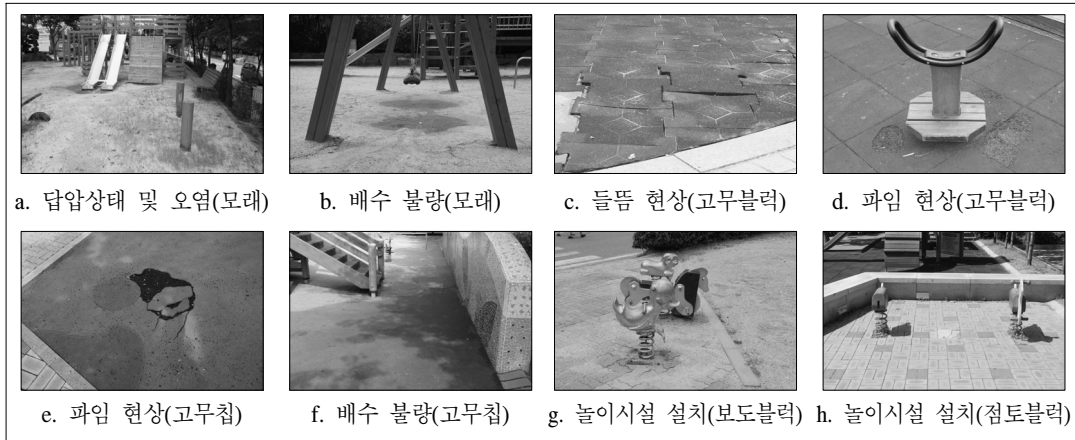 a. 답압상태 및 오염(모래)
b. 배수 불량(모래)
c. 들뜸 현상(고무블럭)
d. 파임 현상(고무블럭)
e. 파임 현상(고무칩)
f. 배수 불량(고무칩)
g. 놀이시설 설치(보도블럭)
h. 놀이시설 설치(점토블럭)